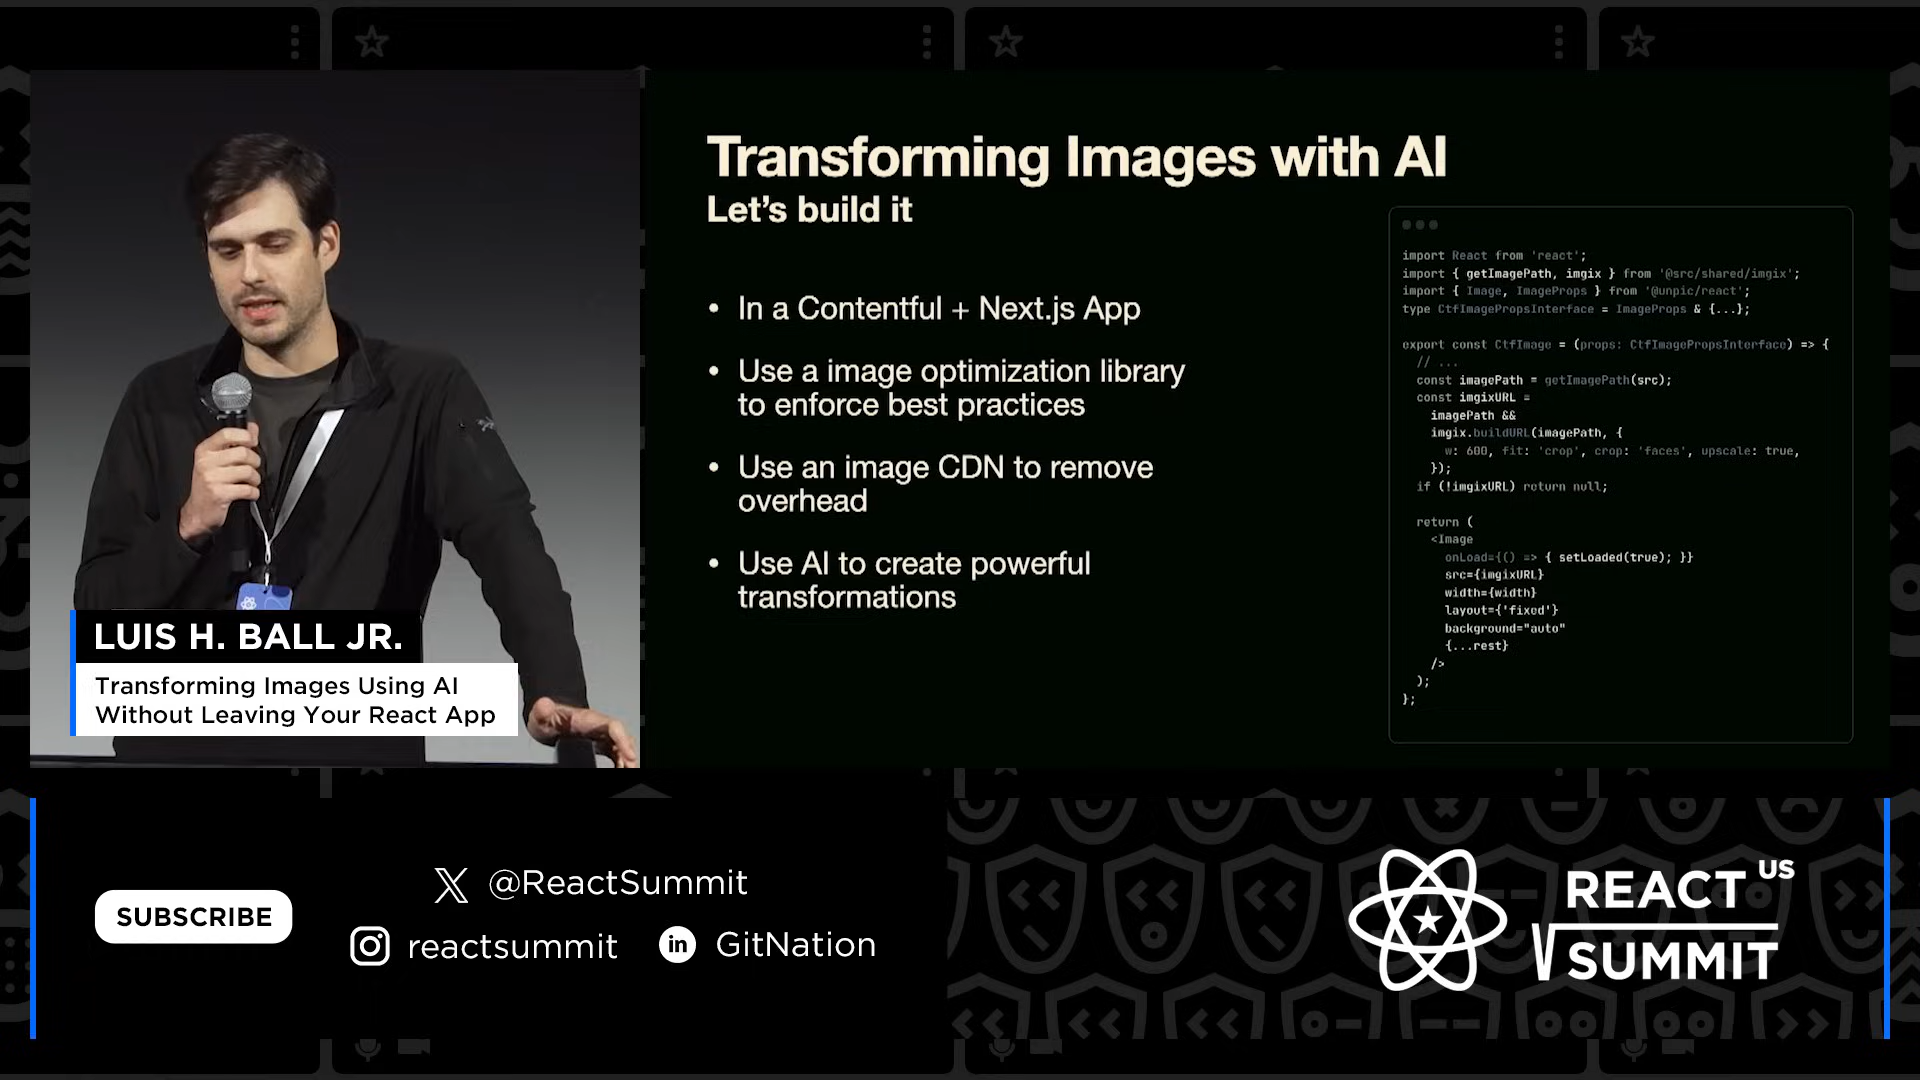 Transforming Images with AI
Let's build it
• In a Contentful + Next.js App
• Use a image optimization library
to enforce best practices
• Use an image CDN to remove
overhead
• Use AI to create powerful
transformations
import React from 'react';
import { getImagePath, imgix } from '@src/shared/imgix';
import { Image, ImageProps } from '@unpic/react';
type CtfImagePropsInterface = ImageProps & {...};
export const CtfImage = (props: CtfImagePropsInterface) => {
// ...
const imagePath = getImagePath(src);
const imgixURL =
imagePath &&
imgix.buildURL(imagePath, {
w: 600, fit: 'crop', crop: 'faces', upscale: true,
});
if (!imgixURL) return null;
return (
<Image
onLoad={() => { setLoaded(true); }}
src={imgixURL}
width={width}
layout={'fixed'}
background="auto"
{...rest}
/>
);
};
LUIS H. BALL JR.
Transforming Images Using AI
Without Leaving Your React App
SUBSCRIBE
@ReactSummit
reactsummit
in GitNation
REACT US
SUMMIT